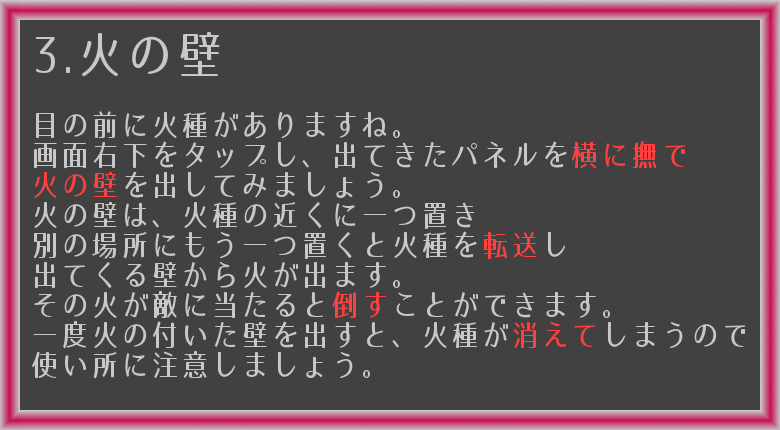 3.火の壁
目の前に火種がありますね。
画面右下をタップし、出てきたパネルを横に撫で
火の壁を出してみましょう。
火の壁は、火種の近くに一つ置き
別の場所にもう一つ置くと火種を転送し
出てくる壁から火が出ます。
その火が敵に当たると倒すことができます。
一度火の付いた壁を出すと、火種が消えてしまうので
使い所に注意しましょう。